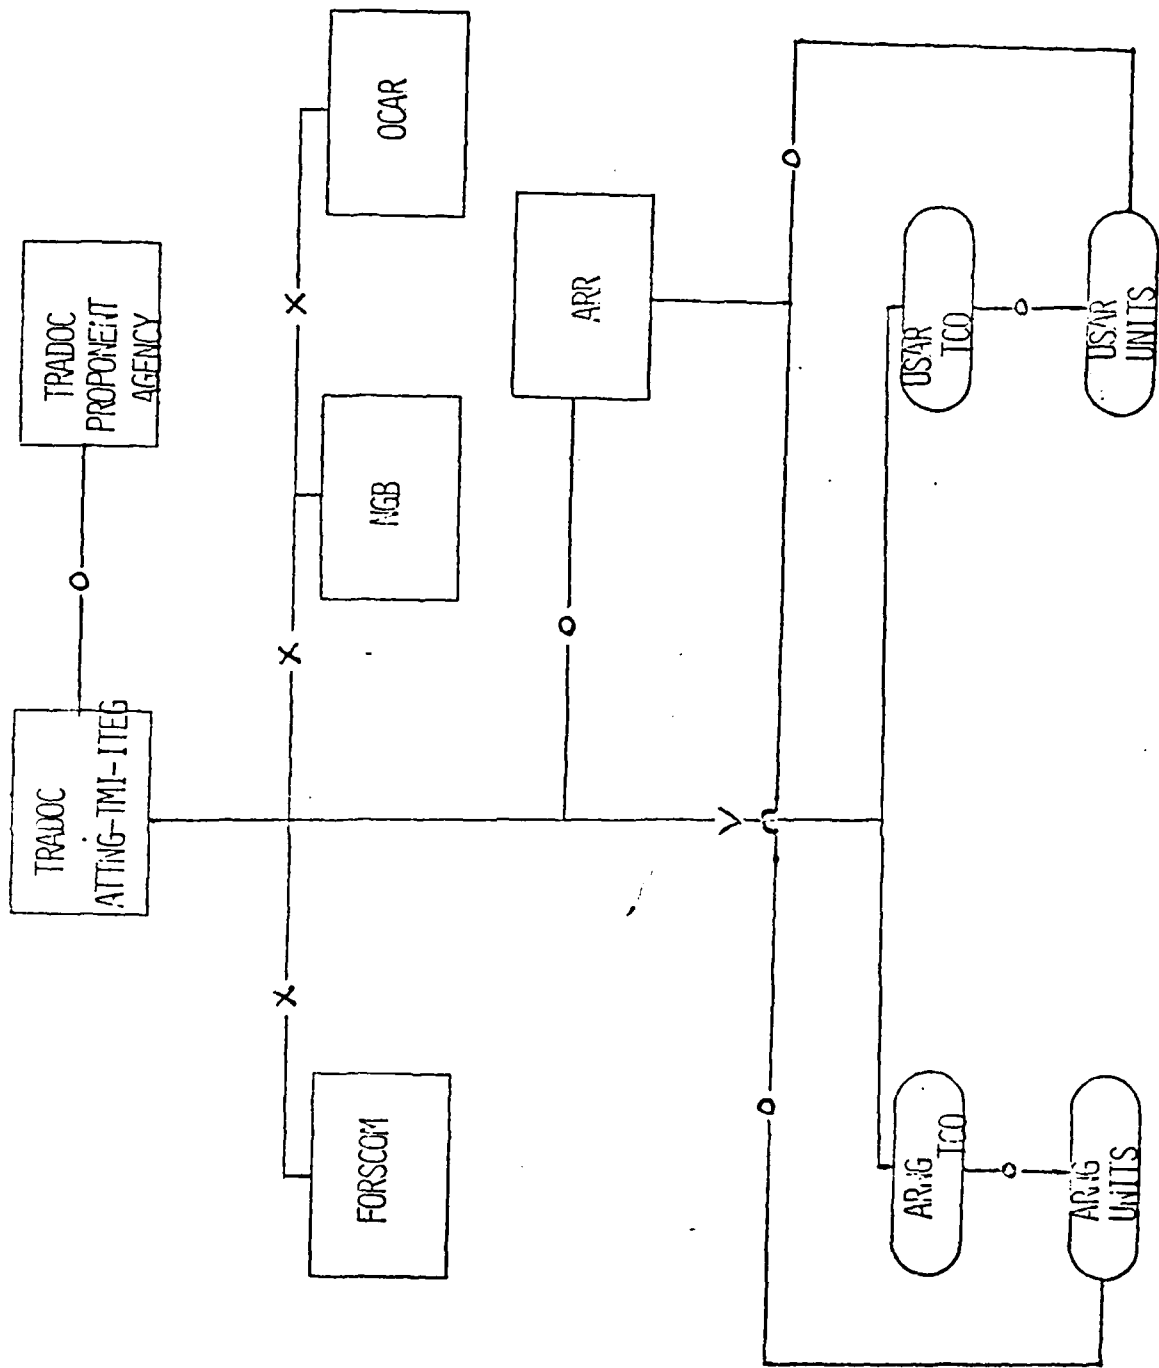 TRADOC
ATTNG-TMI-ITEG
TRADOC
PROPONENT
AGENCY
FORSCOM
NGB
OCAR
ARR
ARNG
TCO
USAR
TCO
ARNG
UNITS
USAR
UNITS